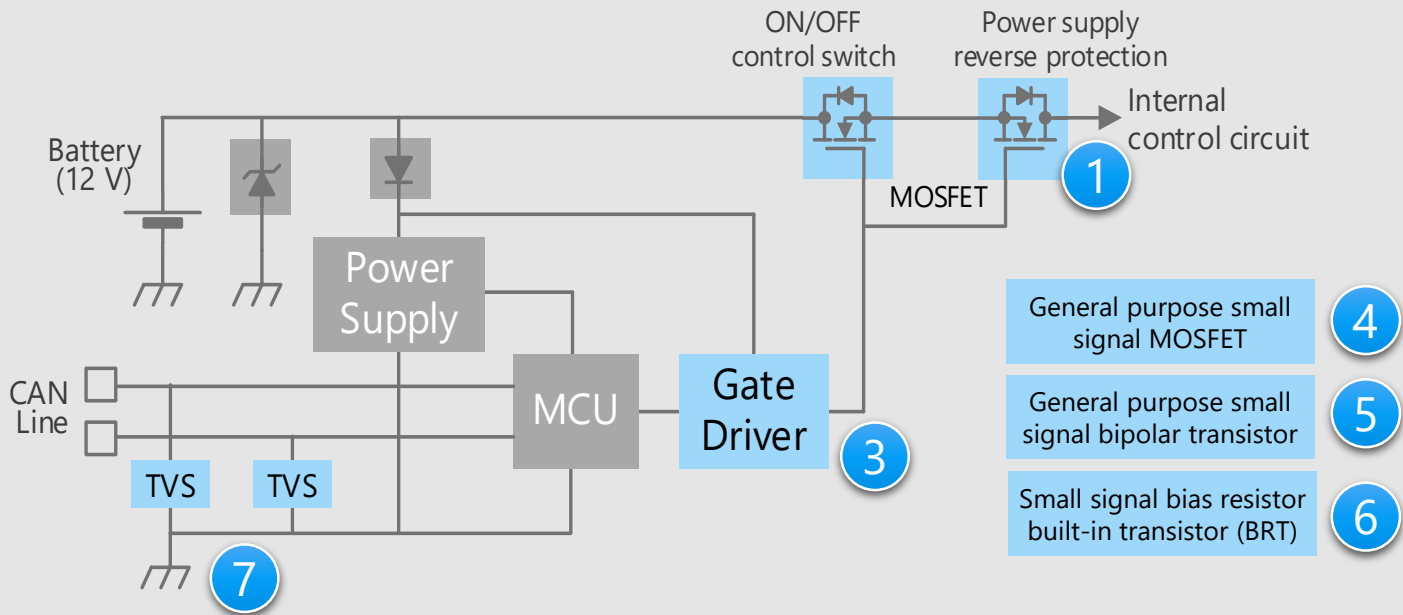 ON/OFF
control switch
Power supply
reverse protection
Internal
control circuit
Battery
(12 V)
1
MOSFET
Power
Supply
General purpose small
signal MOSFET
4
CAN
Line
MCU
Gate
Driver
3
General purpose small
signal bipolar transistor
5
TVS
TVS
Small signal bias resistor
built-in transistor (BRT)
6
7